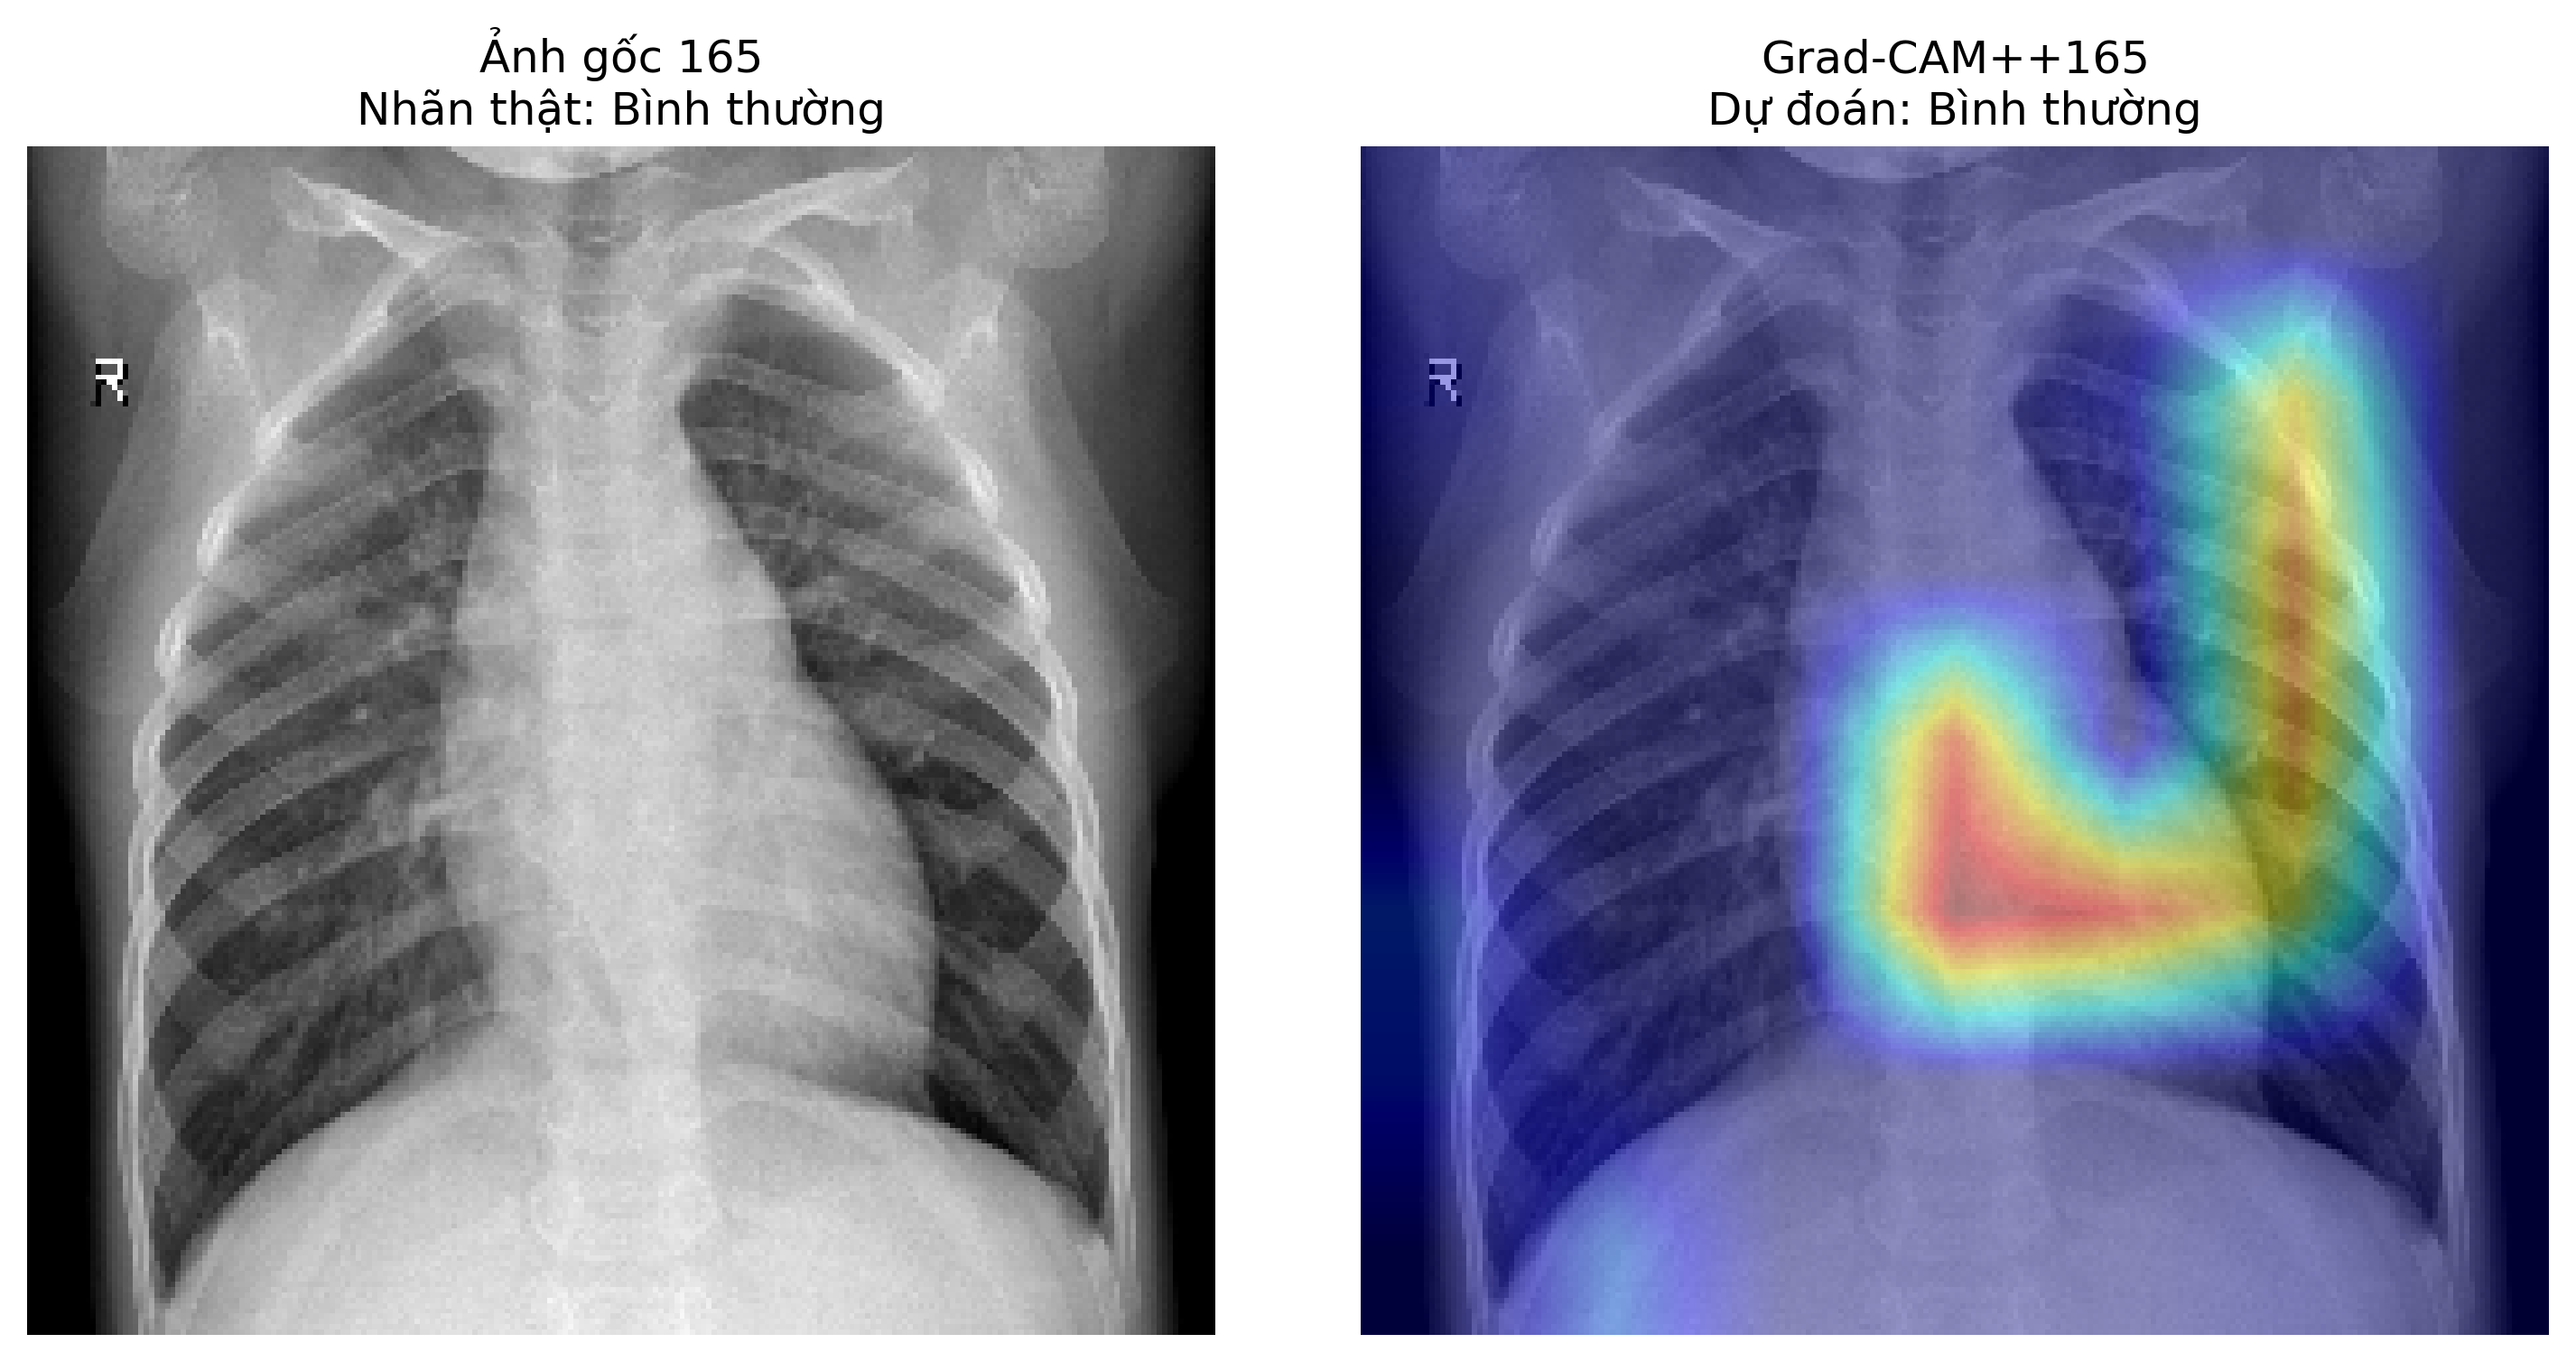 Ảnh gốc 165
Nhãn thật: Bình thường
Grad-CAM++165
Dự đoán: Bình thường
R
R